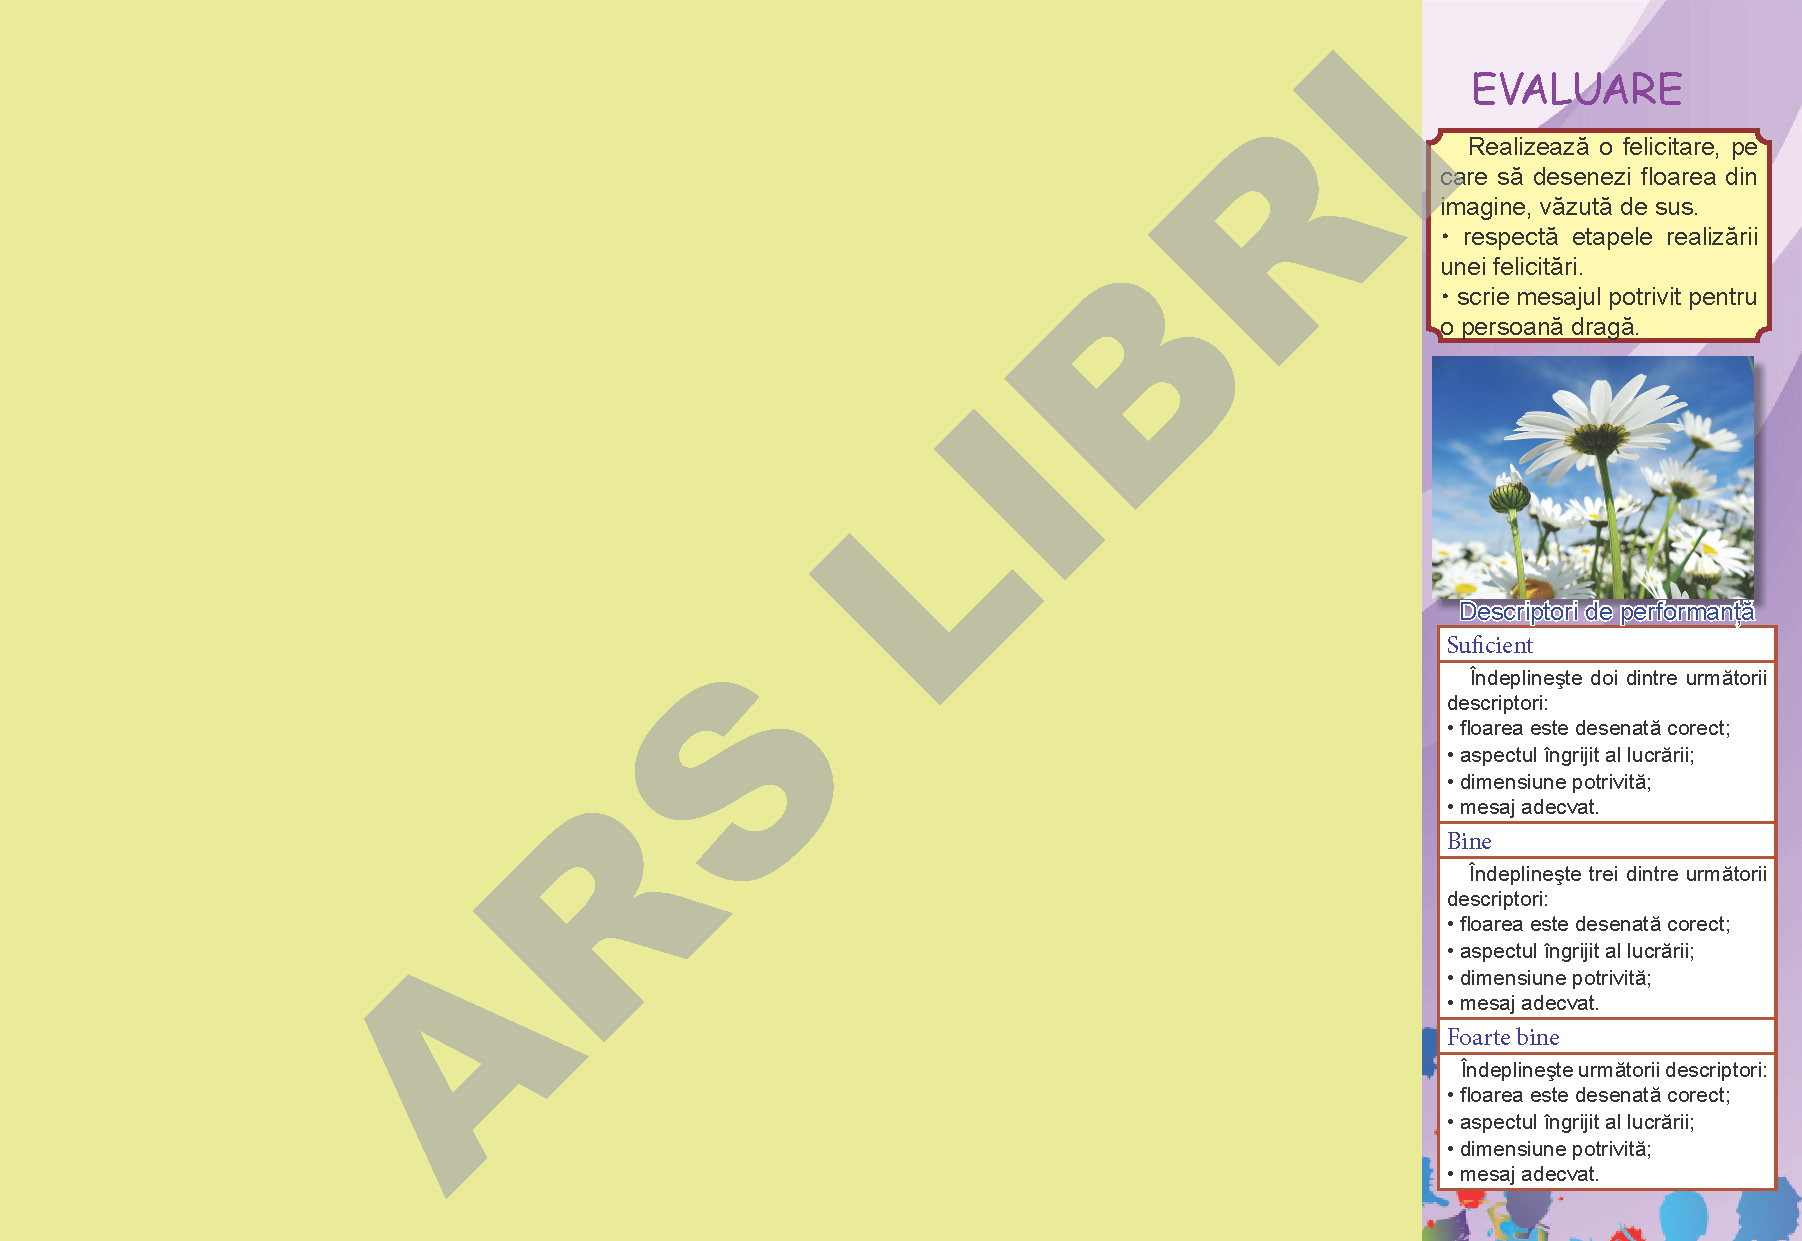 ARS LIBRI
EVALUARE
Realizează o felicitare, pe
care să desenezi floarea din
imagine, văzută de sus.
• respectă etapele realizării
unei felicitări.
• scrie mesajul potrivit pentru
o persoană dragă.
Descriptori de performanță
Suficient
Îndeplineşte doi dintre următorii
descriptori:
• floarea este desenată corect;
• aspectul îngrijit al lucrării;
• dimensiune potrivită;
• mesaj adecvat.
Bine
Îndeplineşte trei dintre următorii
descriptori:
• floarea este desenată corect;
• aspectul îngrijit al lucrării;
• dimensiune potrivită;
• mesaj adecvat.
Foarte bine
Îndeplineşte următorii descriptori:
• floarea este desenată corect;
• aspectul îngrijit al lucrării;
• dimensiune potrivită;
• mesaj adecvat.